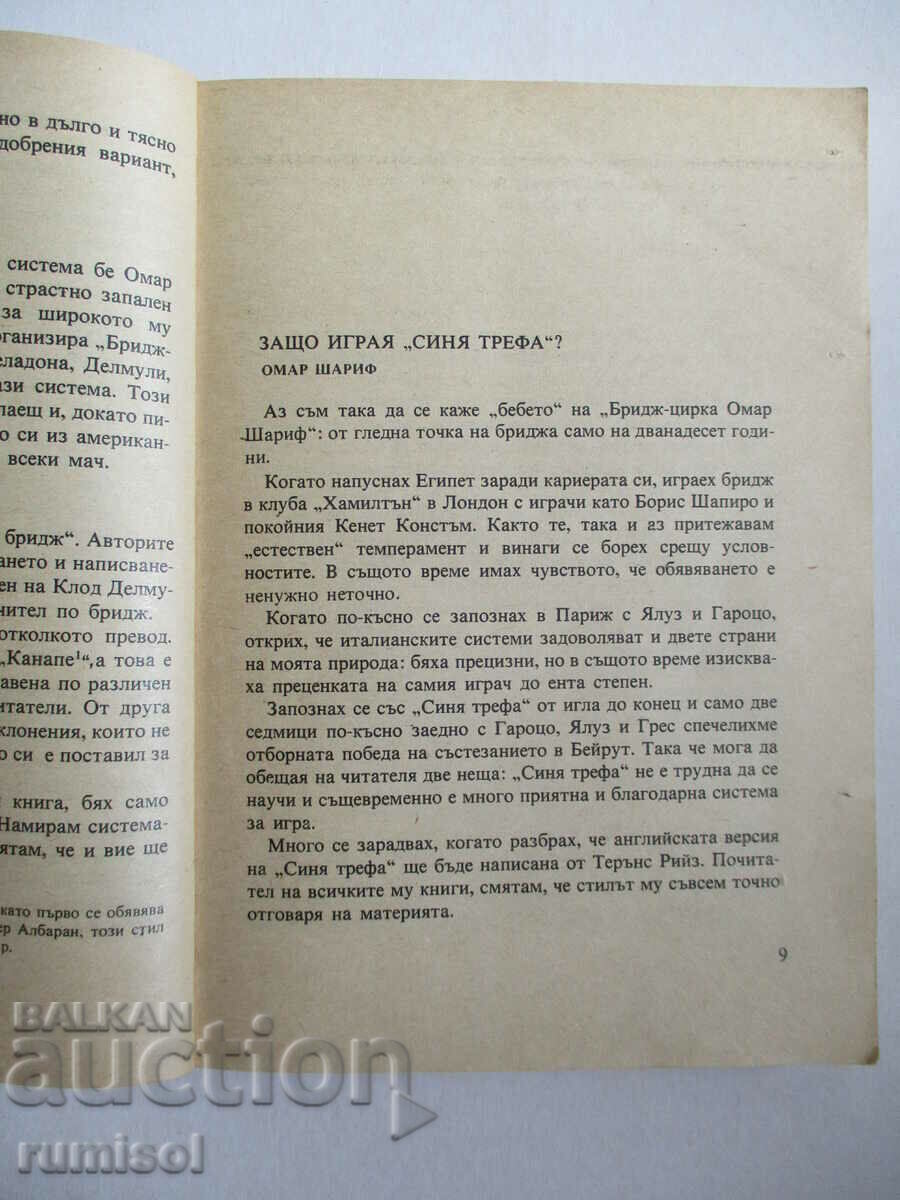 но в дълго и тясно
добрения вариант,
система бе Омар
страстно запален
за широкото му
рганизира „Бридж-
еладона, Делмули,
ази система. Този
лаещ и, докато пи-
о си из американ-
всеки мач.
бридж“. Авторите
ането и написване-
ен на Клод Делму-
нител по бридж.
отколкото превод.
„Канапе¹“,а това е
авена по различен
итатели. От друга
клонения, които не
о си е поставил за
книга, бях само
Намирам система-
ятам, че и вие ще
като първо се обявява
ер Албаран, този стил
р.
ЗАЩО ИГРАЯ „СИНЯ ТРЕФА“?
ОМАР ШАРИФ
Аз съм така да се каже „бебето“ на „Бридж-цирка Омар
Шариф“: от гледна точка на бриджа само на дванадесет годи-
ни.
Когато напуснах Египет заради кариерата си, играех бридж
в клуба „Хамилтън“ в Лондон с играчи като Борис Шапиро и
покойния Кенет Констъм. Както те, така и аз притежавам
„естествен“ темперамент и винаги се борех срещу услов-
ностите. В същото време имах чувството, че обявяването е
ненужно неточно.
Когато по-късно се запознах в Париж с Ялуз и Гароцо,
открих, че италианските системи задоволяват и двете страни
на моята природа: бяха прецизни, но в същото време изисква-
ха преценката на самия играч до ента степен.
Запознах се със „Синя трефа“ от игла до конец и само две
седмици по-късно заедно с Гароцо, Ялуз и Грес спечелихме
отборната победа на състезанието в Бейрут. Така че мога да
обещая на читателя две неща: „Синя трефа“ не е трудна да се
научи и същевременно е много приятна и благодарна система
за игра.
Много се зарадвах, когато разбрах, че английската версия
на „Синя трефа“ ще бъде написана от Терънс Рийз. Почита-
тел на всичките му книги, смятам, че стилът му съвсем точно
отговаря на материята.
9
BALKAN
auction
rumisol